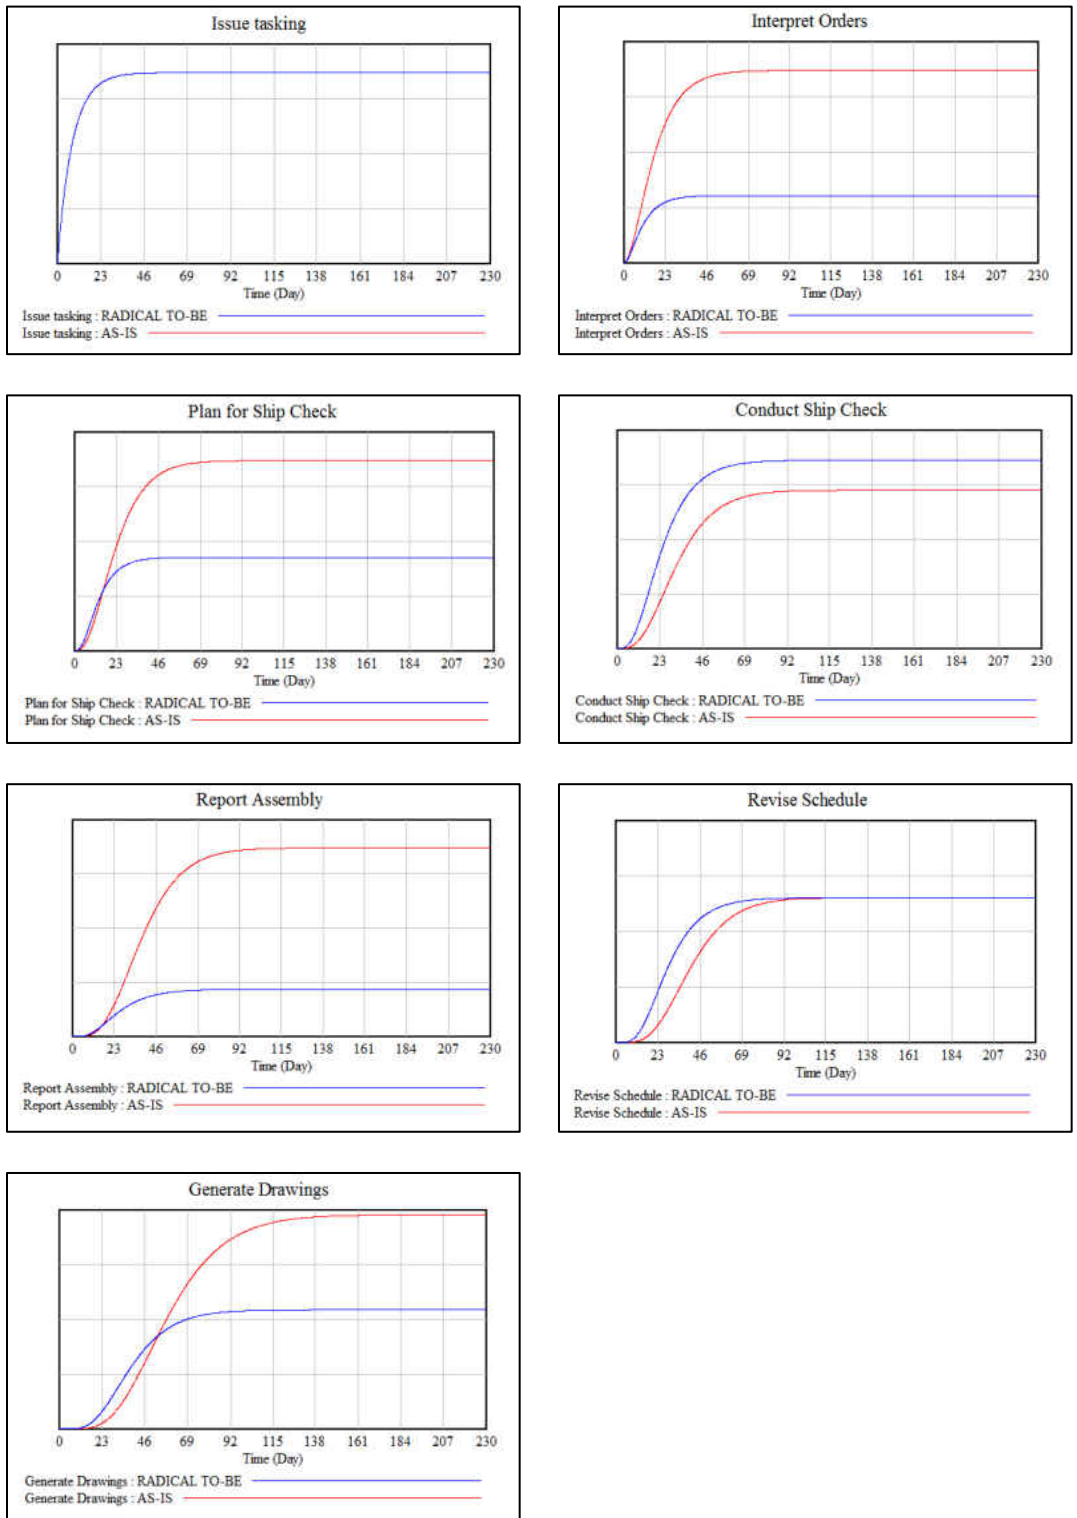 Issue tasking
0 23 46 69 92 115 138 161 184 207 230
Time (Day)
Issue tasking : RADICAL TO-BE
Issue tasking : AS-IS
Interpret Orders
0 23 46 69 92 115 138 161 184 207 230
Time (Day)
Interpret Orders : RADICAL TO-BE
Interpret Orders : AS-IS
Plan for Ship Check
0 23 46 69 92 115 138 161 184 207 230
Time (Day)
Plan for Ship Check : RADICAL TO-BE
Plan for Ship Check : AS-IS
Conduct Ship Check
0 23 46 69 92 115 138 161 184 207 230
Time (Day)
Conduct Ship Check : RADICAL TO-BE
Conduct Ship Check : AS-IS
Report Assembly
0 23 46 69 92 115 138 161 184 207 230
Time (Day)
Report Assembly : RADICAL TO-BE
Report Assembly : AS-IS
Revise Schedule
0 23 46 69 92 115 138 161 184 207 230
Time (Day)
Revise Schedule : RADICAL TO-BE
Revise Schedule : AS-IS
Generate Drawings
0 23 46 69 92 115 138 161 184 207 230
Time (Day)
Generate Drawings : RADICAL TO-BE
Generate Drawings : AS-IS